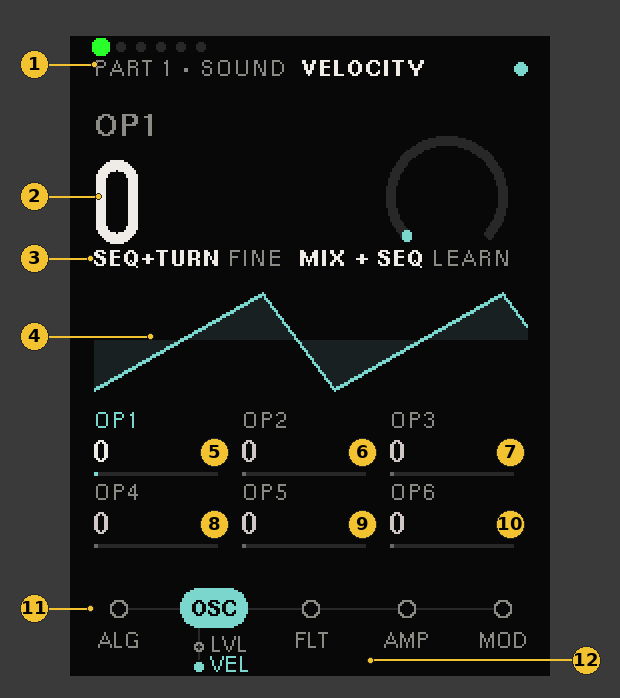 1 PART 1 · SOUND VELOCITY
OP1
2 0
3 SEQ+TURN FINE MIX + SEQ LEARN
4
OP1 OP2 OP3
0 5 0 6 0 7
OP4 OP5 OP6
0 8 0 9 0 10
11 OSC
ALG LVL FLT AMP MOD
VEL 12